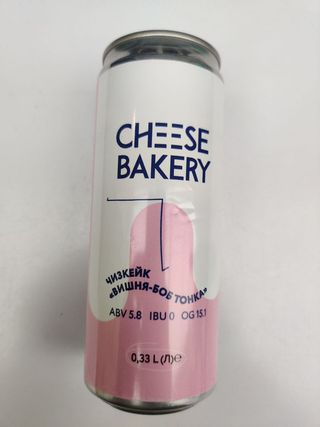 CHEESE
BAKERY
ЧИЗКЕЙК
«ВИШНЯ-БОБ ТОНКА»
ABV 5.8 IBU 0 OG 15.1
0,33 L (Л)℮